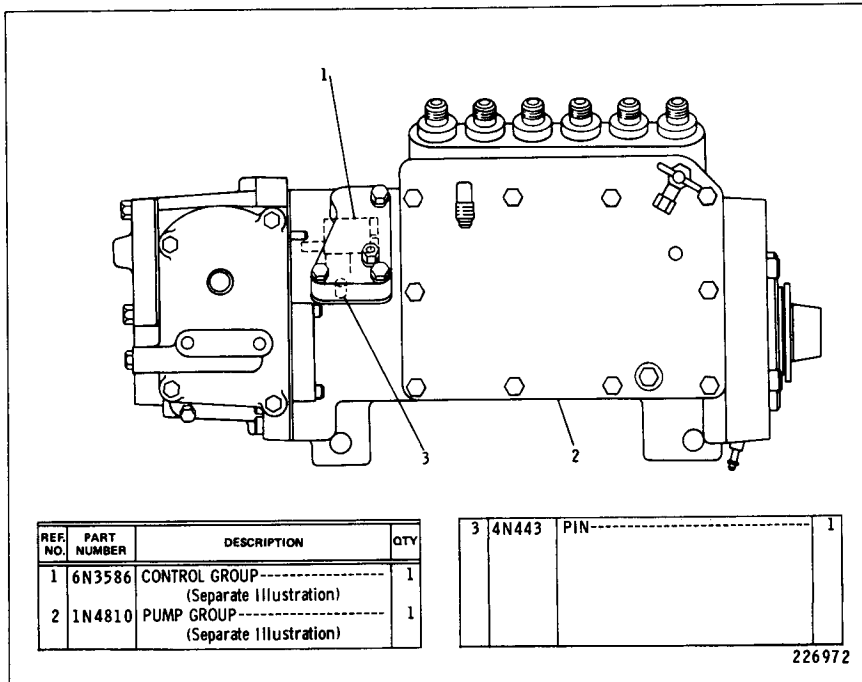 1
3
2
REF. NO. PART NUMBER DESCRIPTION QTY
1 6N3586 CONTROL GROUP----------------------- 1
(Separate Illustration)
2 1N4810 PUMP GROUP-------------------------- 1
(Separate Illustration)
3 4N443 PIN-------------------------------- 1
226972